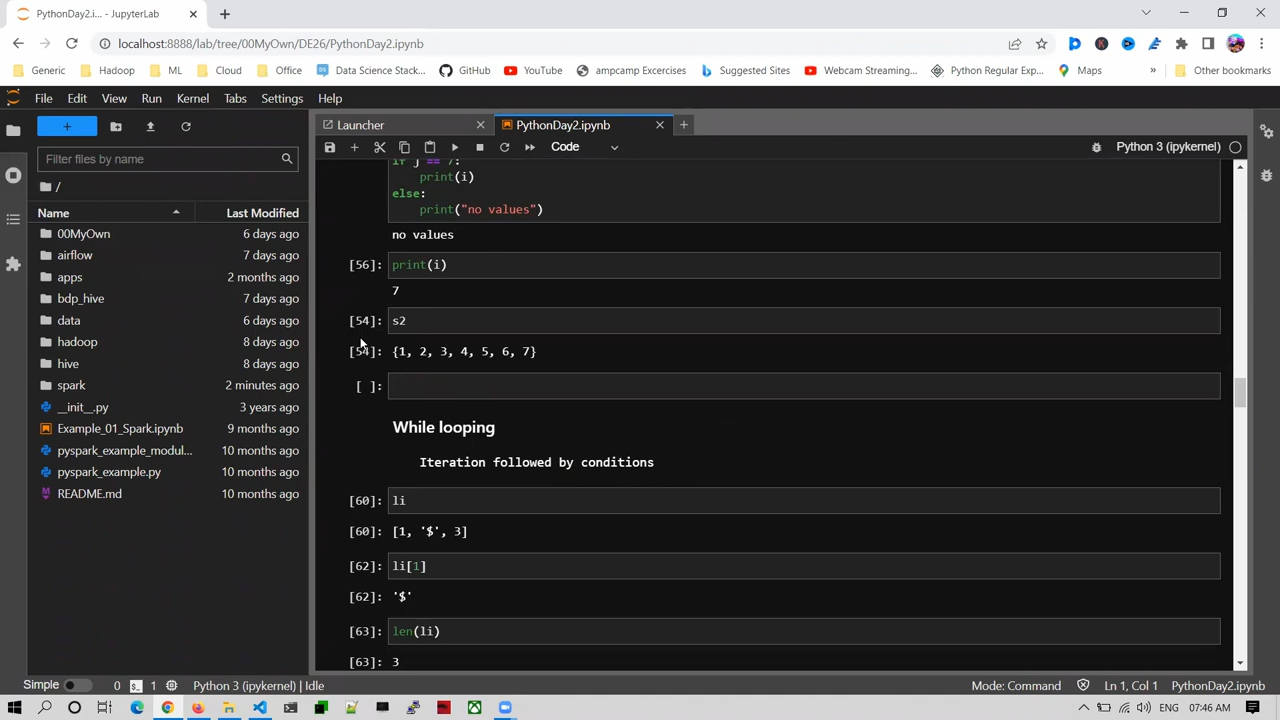 PythonDay2.i... - JupyterLab
localhost:8888/lab/tree/00MyOwn/DE26/PythonDay2.ipynb
Generic Hadoop ML Cloud Office Data Science Stack... GitHub YouTube ampcamp Excercises Suggested Sites Webcam Streaming... Python Regular Exp... Maps » Other bookmarks
File Edit View Run Kernel Tabs Settings Help
Launcher PythonDay2.ipynb
Code Python 3 (ipykernel)
Filter files by name
/
Name Last Modified
00MyOwn 6 days ago
airflow 7 days ago
apps 2 months ago
bdp_hive 7 days ago
data 6 days ago
hadoop 8 days ago
hive 8 days ago
spark 2 minutes ago
__init__.py 3 years ago
Example_01_Spark.ipynb 9 months ago
pyspark_example_modul... 10 months ago
pyspark_example.py 10 months ago
README.md 10 months ago
if j == 7:
print(i)
else:
print("no values")
no values
[56]: print(i)
7
[54]: s2
[54]: {1, 2, 3, 4, 5, 6, 7}
[ ]:
While looping
Iteration followed by conditions
[60]: li
[60]: [1, '$', 3]
[62]: li[1]
[62]: '$'
[63]: len(li)
[63]: 3
Simple 0 1 Python 3 (ipykernel) | Idle Mode: Command Ln 1, Col 1 PythonDay2.ipynb
ENG 07:46 AM